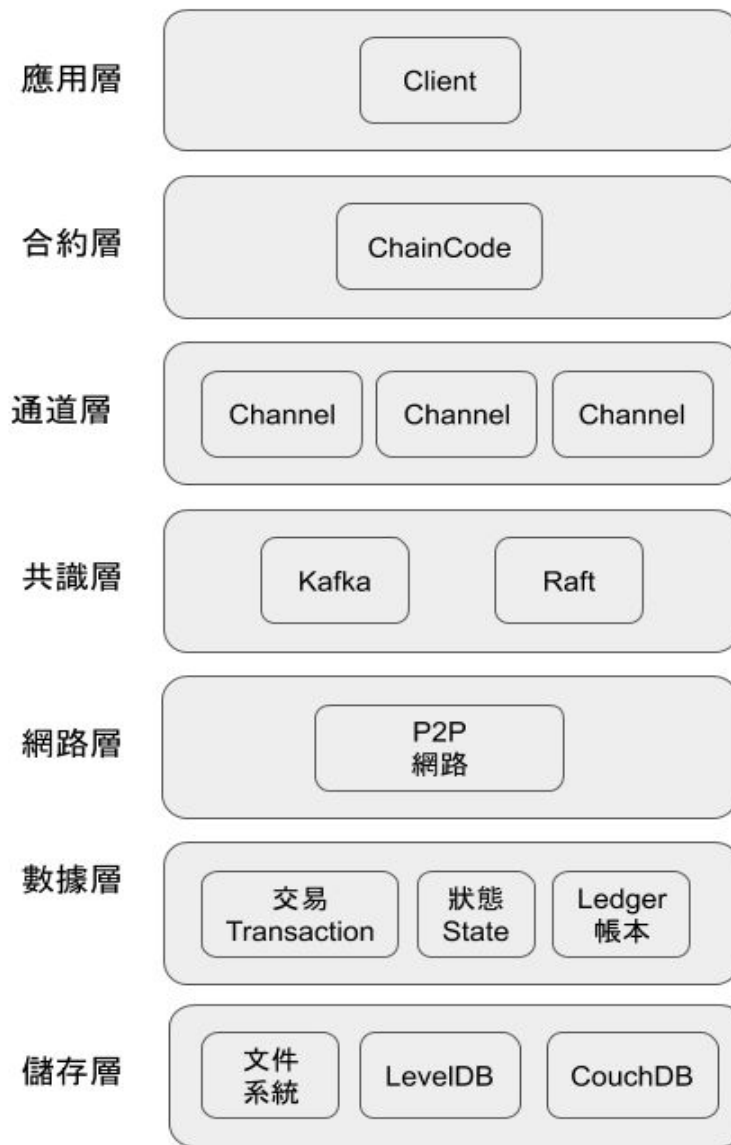 應用層
Client
合約層
ChainCode
通道層
Channel
Channel
Channel
共識層
Kafka
Raft
網路層
P2P
網路
數據層
交易
Transaction
狀態
State
Ledger
帳本
儲存層
文件
系統
LevelDB
CouchDB